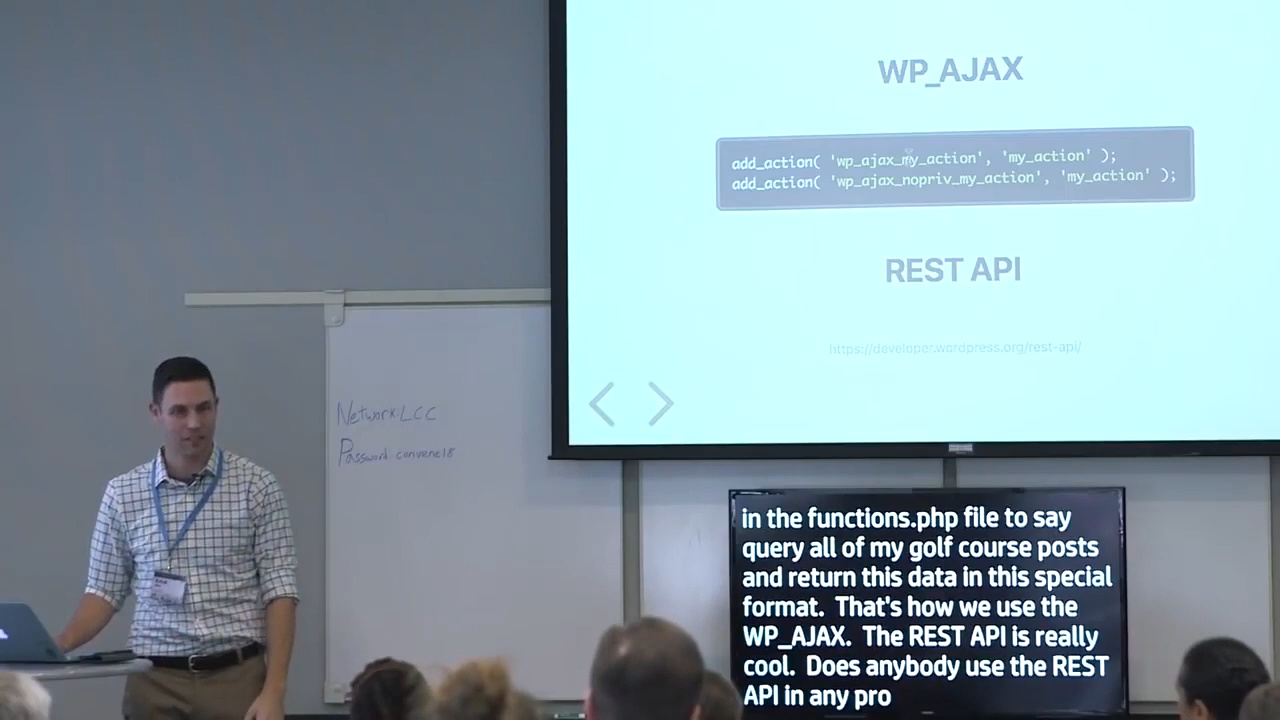 WP_AJAX
add_action( 'wp_ajax_my_action', 'my_action' );
add_action( 'wp_ajax_nopriv_my_action', 'my_action' );
REST API
https://developer.wordpress.org/rest-api/
Network: LCC
Password convene18
in the functions.php file to say
query all of my golf course posts
and return this data in this special
format. That's how we use the
WP_AJAX. The REST API is really
cool. Does anybody use the REST
API in any pro